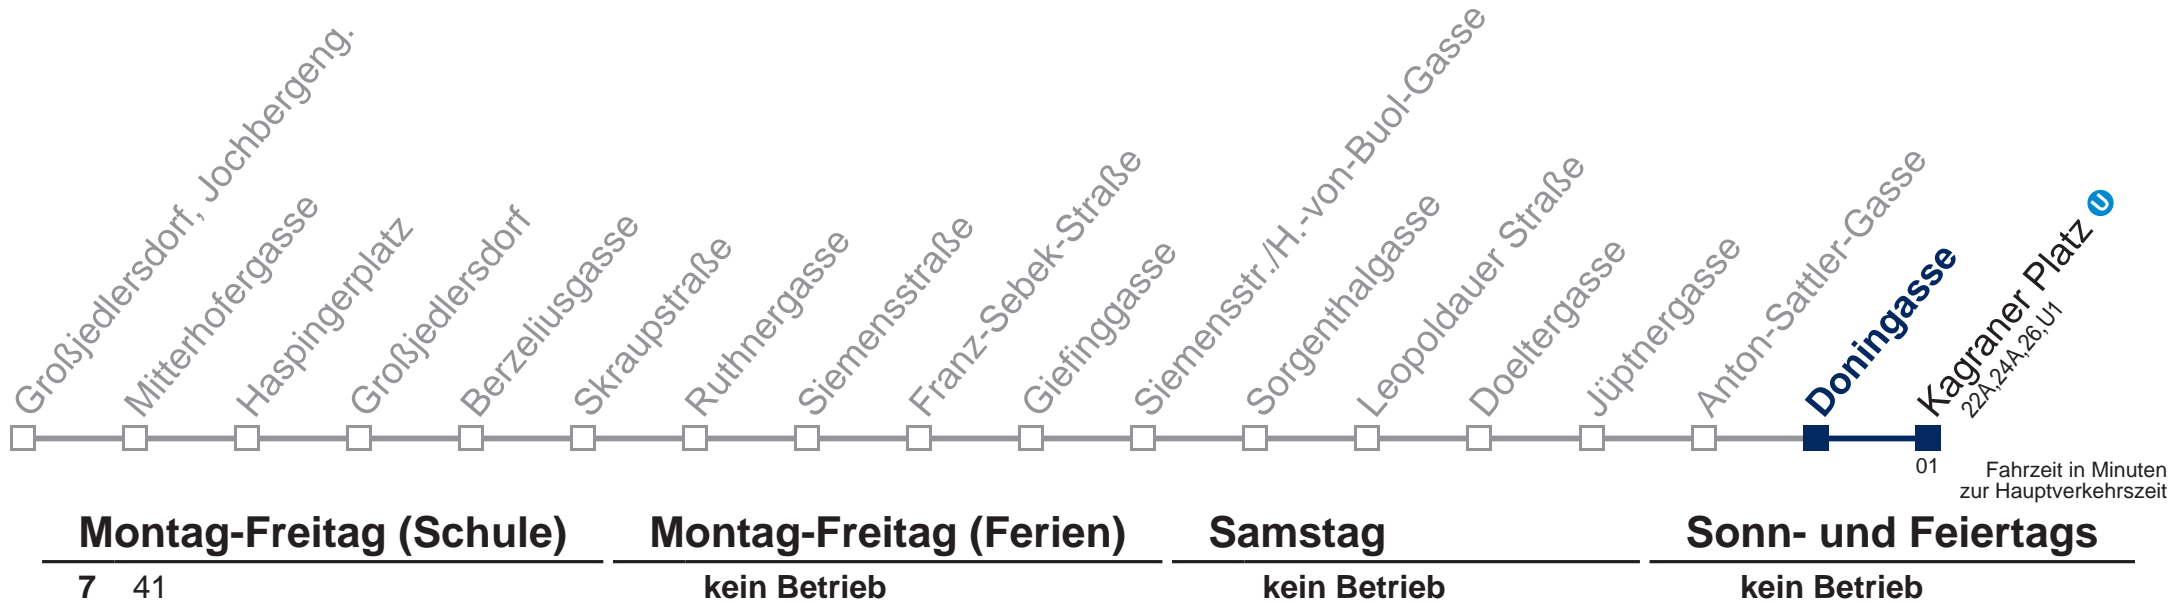 Großjedlersdorf, Jochbergeng.
Mitterhofergasse
Haspingerplatz
Großjedlersdorf
Berzeliusgasse
Skraupstraße
Ruthnergasse
Siemensstraße
Franz-Sebek-Straße
Giefinggasse
Siemensstr./H.-von-Buol-Gasse
Sorgenthalgasse
Leopoldauer Straße
Doeltergasse
Jüptnergasse
Anton-Sattler-Gasse
Doningasse
Kagraner Platz U
22A,24A,26,U1
01
Fahrzeit in Minuten
zur Hauptverkehrszeit
Montag-Freitag (Schule) Montag-Freitag (Ferien) Samstag Sonn- und Feiertags
7 41 kein Betrieb kein Betrieb kein Betrieb